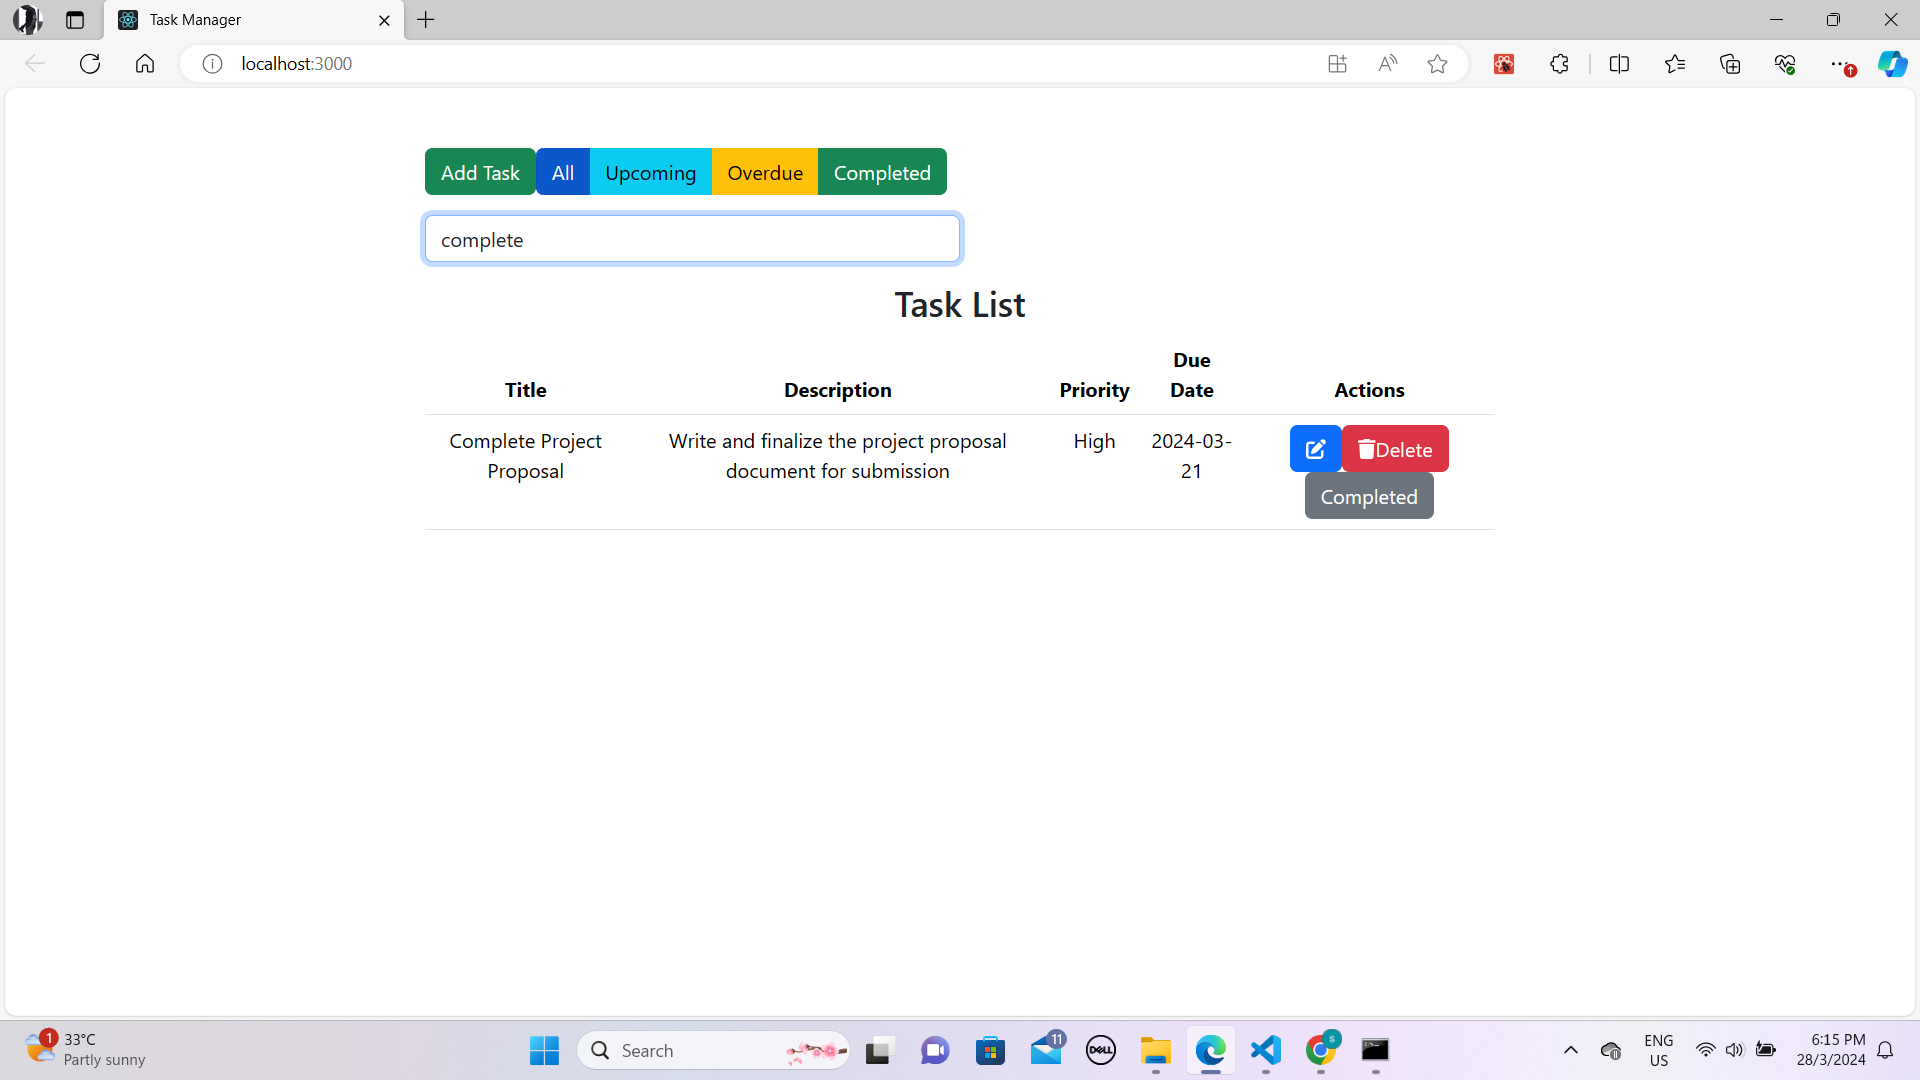 Task Manager
localhost:3000
Add Task All Upcoming Overdue Completed
complete
Task List
Title Description Priority Due Date Actions
Complete Project Write and finalize the project proposal High 2024-03- Delete
Proposal document for submission 21
Completed
1 33°C
Partly sunny
Search
11
DELL
S
ENG
US
6:15 PM
28/3/2024